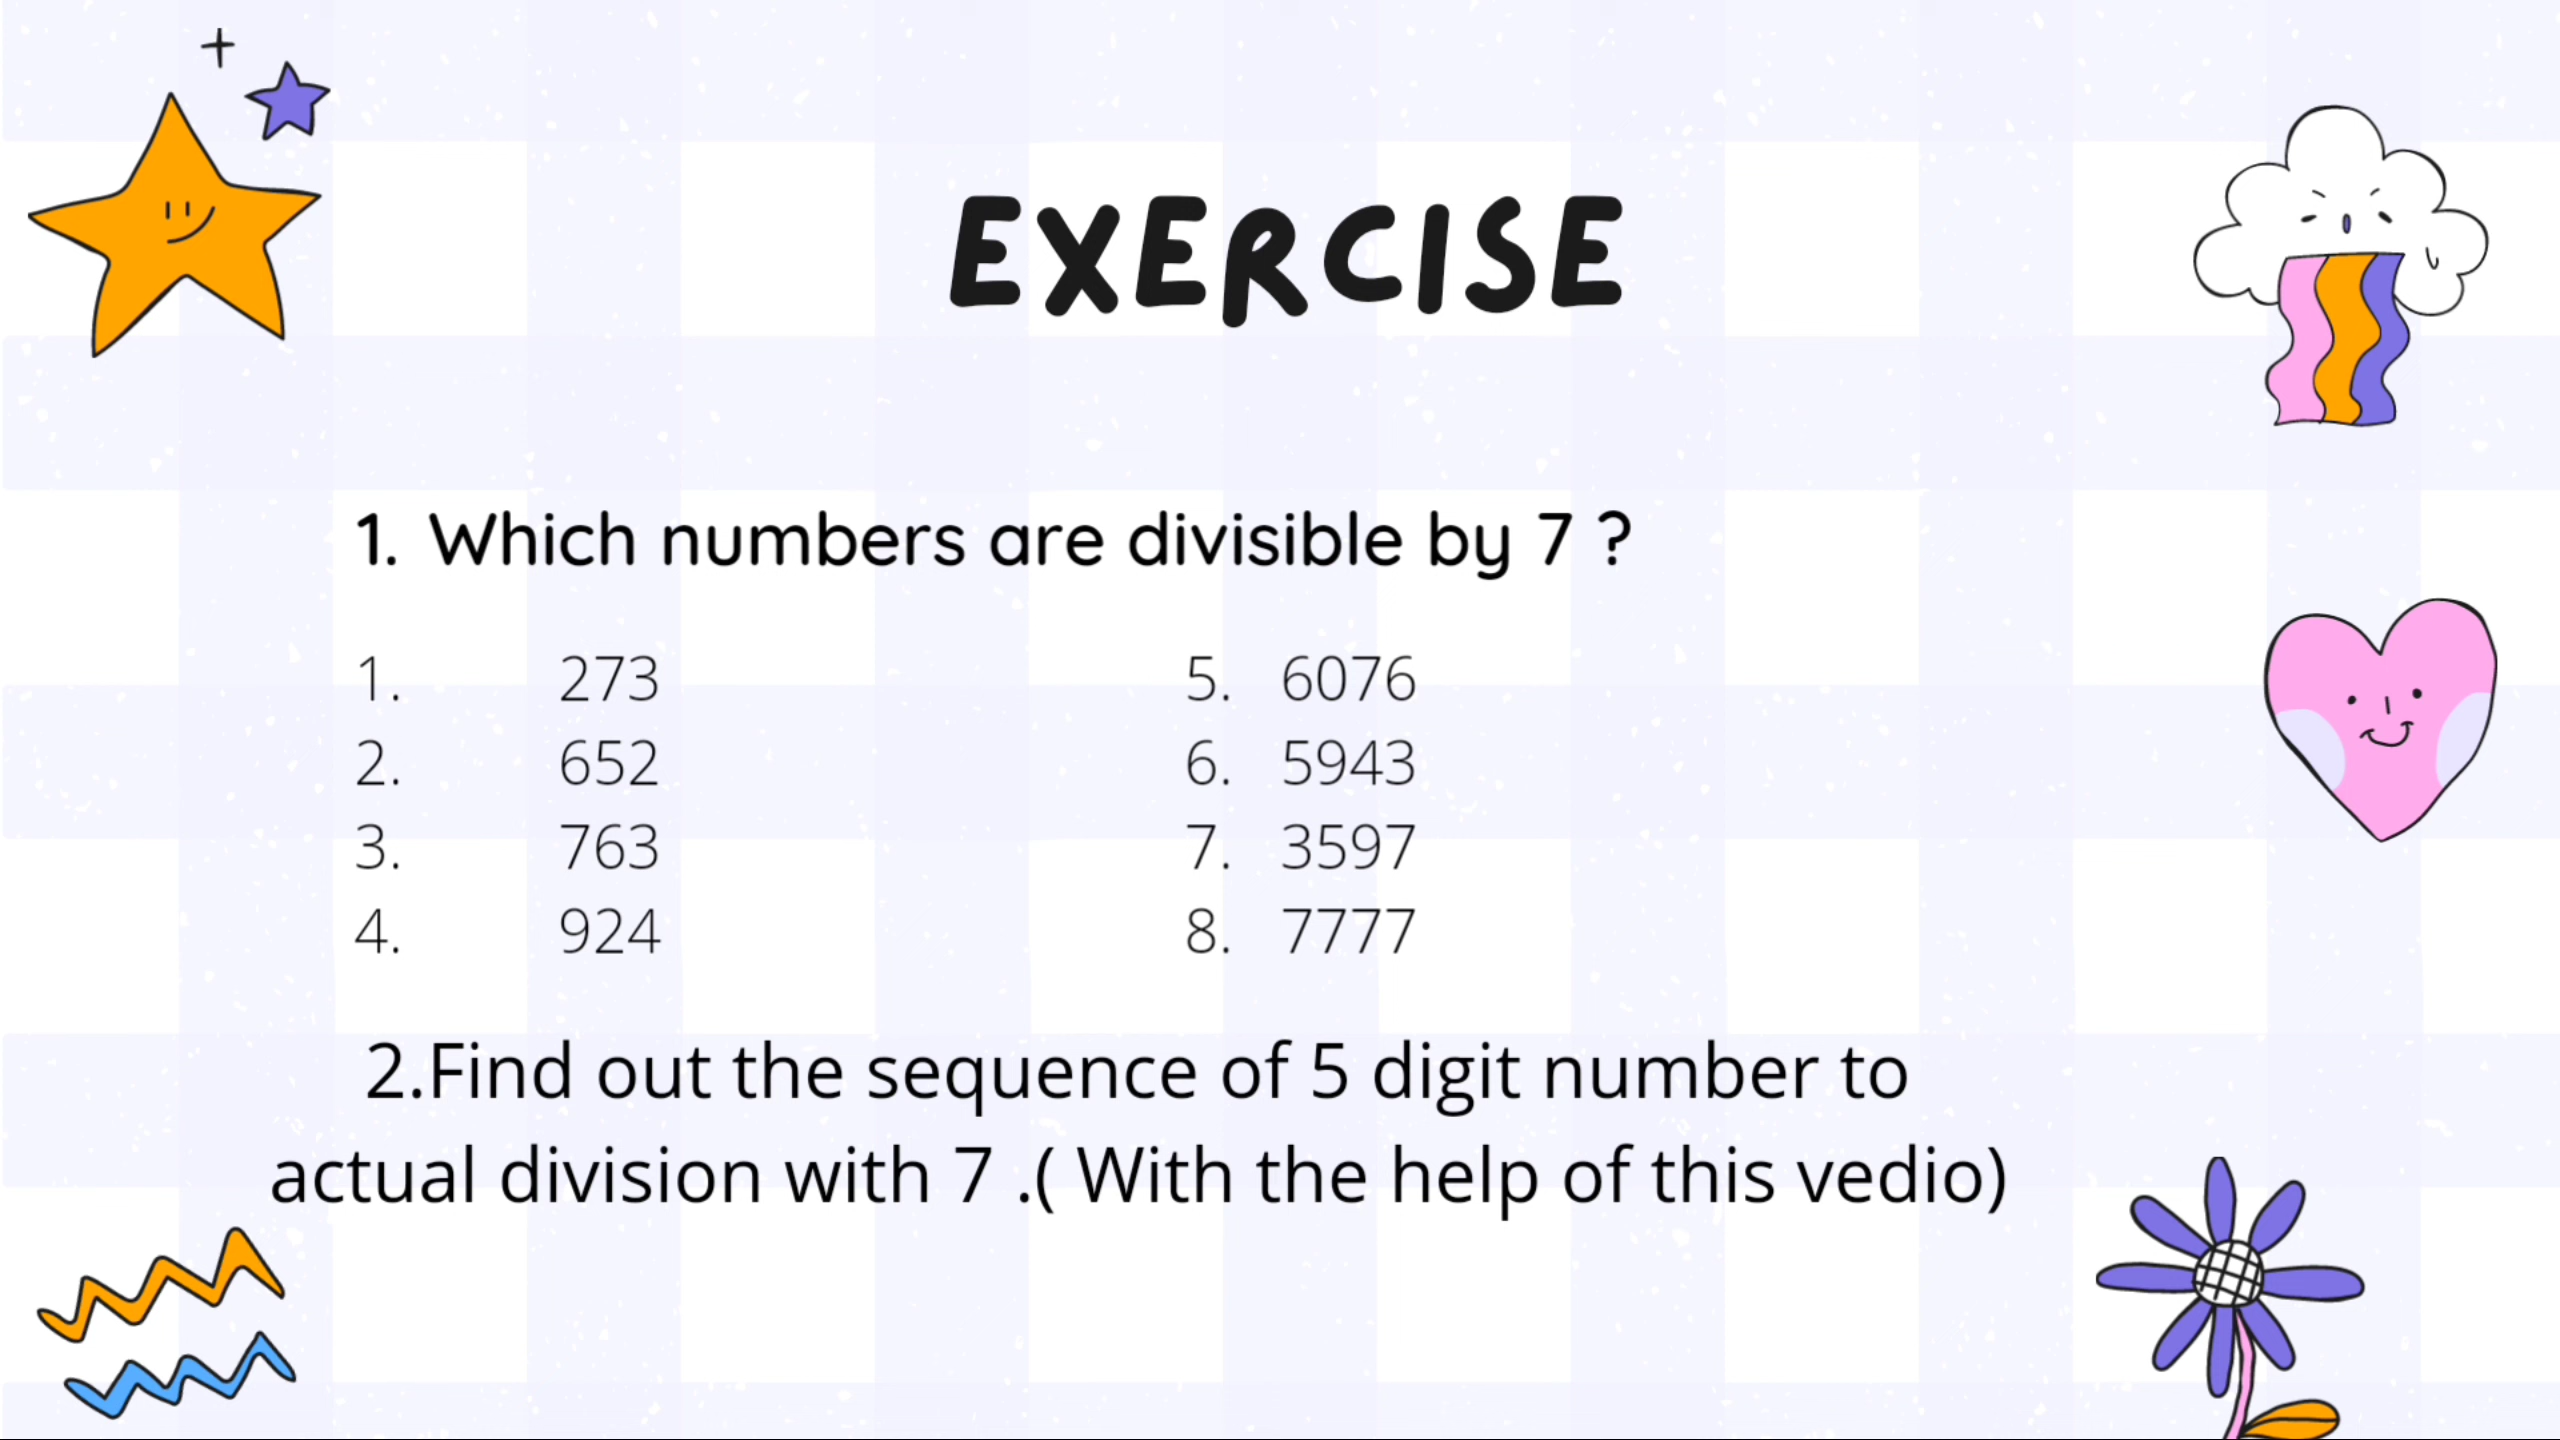 EXERCISE
1. Which numbers are divisible by 7 ?
1. 273
2. 652
3. 763
4. 924
5. 6076
6. 5943
7. 3597
8. 7777
2.Find out the sequence of 5 digit number to
actual division with 7 .( With the help of this vedio)